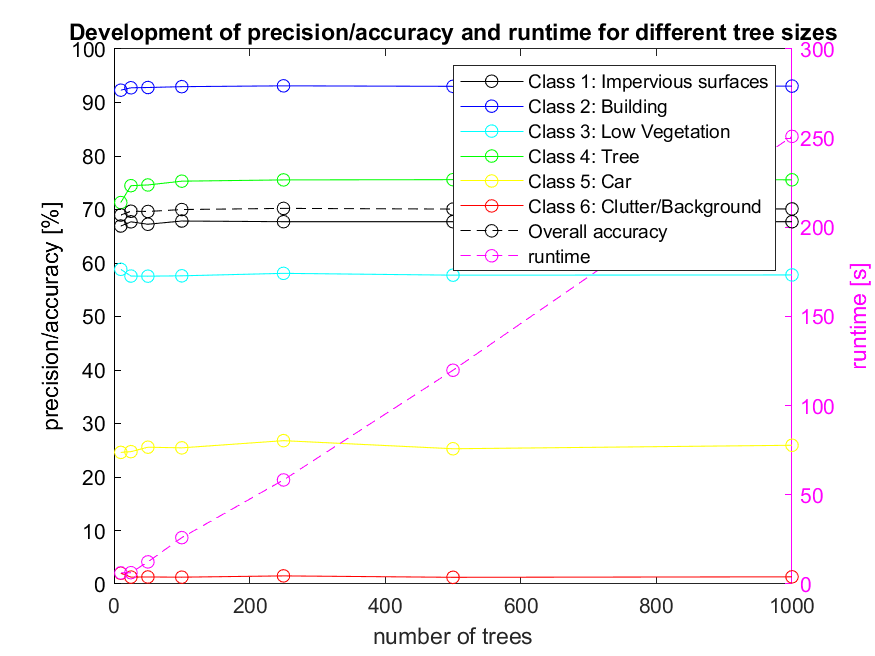 Development of precision/accuracy and runtime for different tree sizes
100
90
80
70
60
50
40
30
20
10
0
precision/accuracy [%]
Class 1: Impervious surfaces
Class 2: Building
Class 3: Low Vegetation
Class 4: Tree
Class 5: Car
Class 6: Clutter/Background
Overall accuracy
runtime
300
250
200
150
100
50
0
runtime [s]
0 200 400 600 800 1000
number of trees